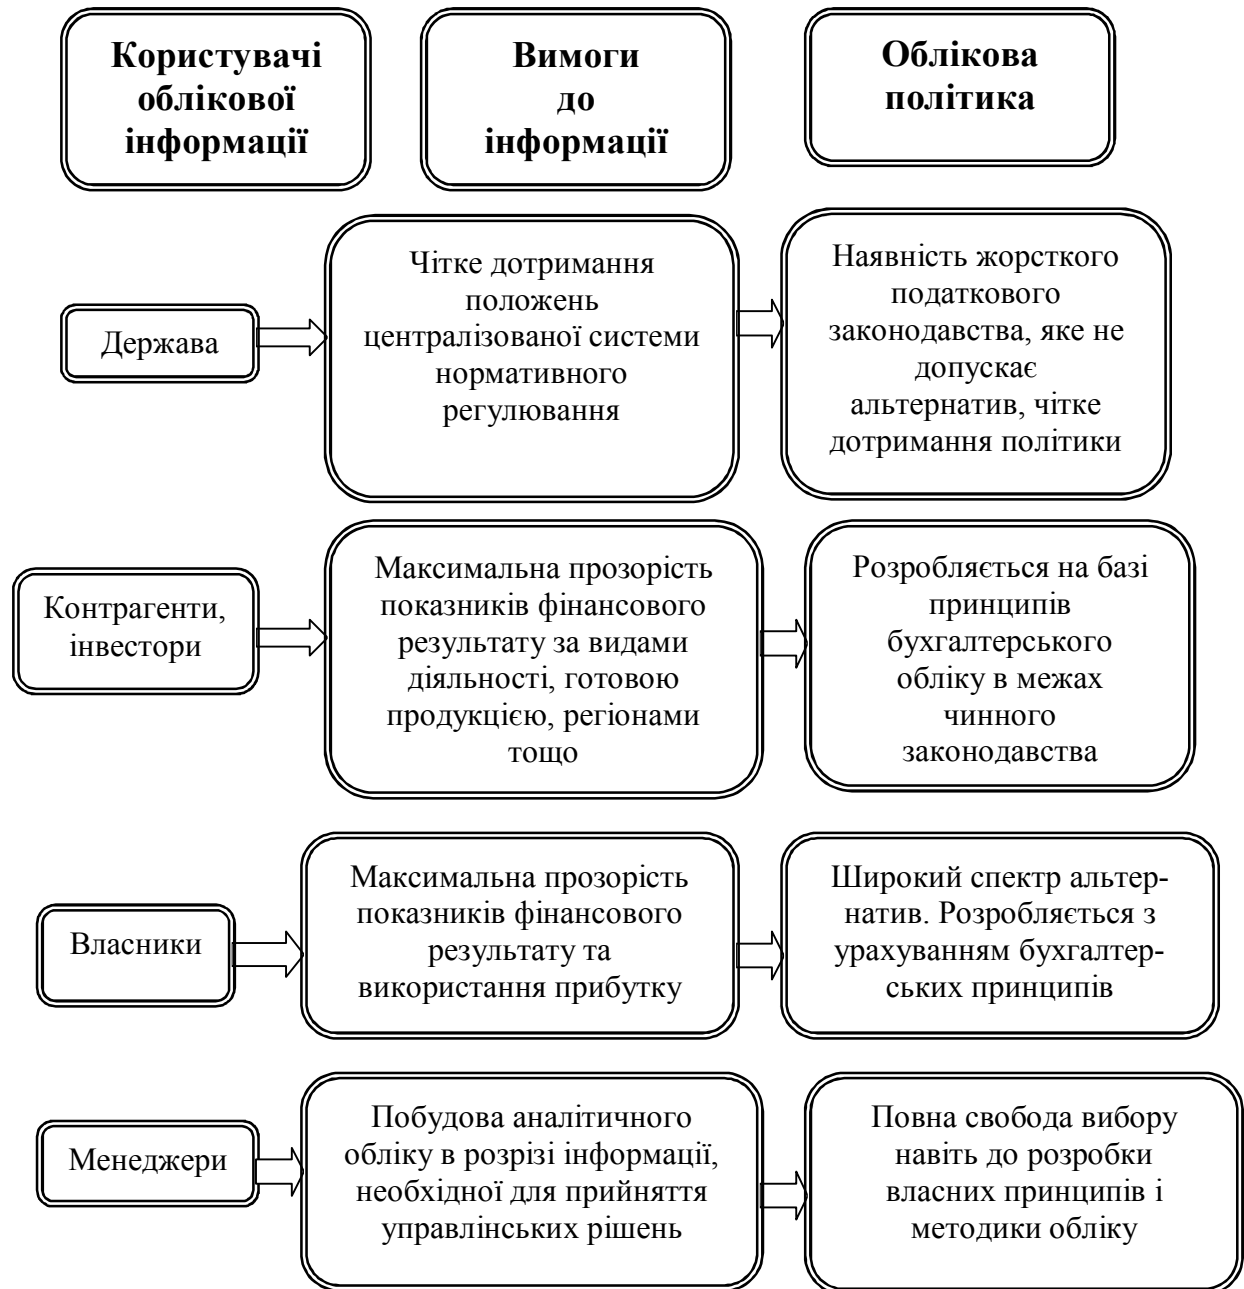 Користувачі
облікової
інформації
Вимоги
до
інформації
Облікова
політика
Держава
Чітке дотримання
положень
централізованої системи
нормативного
регулювання
Наявність жорсткого
податкового
законодавства, яке не
допускає
альтернатив, чітке
дотримання політики
Контрагенти,
інвестори
Максимальна прозорість
показників фінансового
результату за видами
діяльності, готовою
продукцією, регіонами
тощо
Розробляється на базі
принципів
бухгалтерського
обліку в межах
чинного
законодавства
Власники
Максимальна прозорість
показників фінансового
результату та
використання прибутку
Широкий спектр альтер-
натив. Розробляється з
урахуванням бухгалтер-
ських принципів
Менеджери
Побудова аналітичного
обліку в розрізі інформації,
необхідної для прийняття
управлінських рішень
Повна свобода вибору
навіть до розробки
власних принципів і
методики обліку